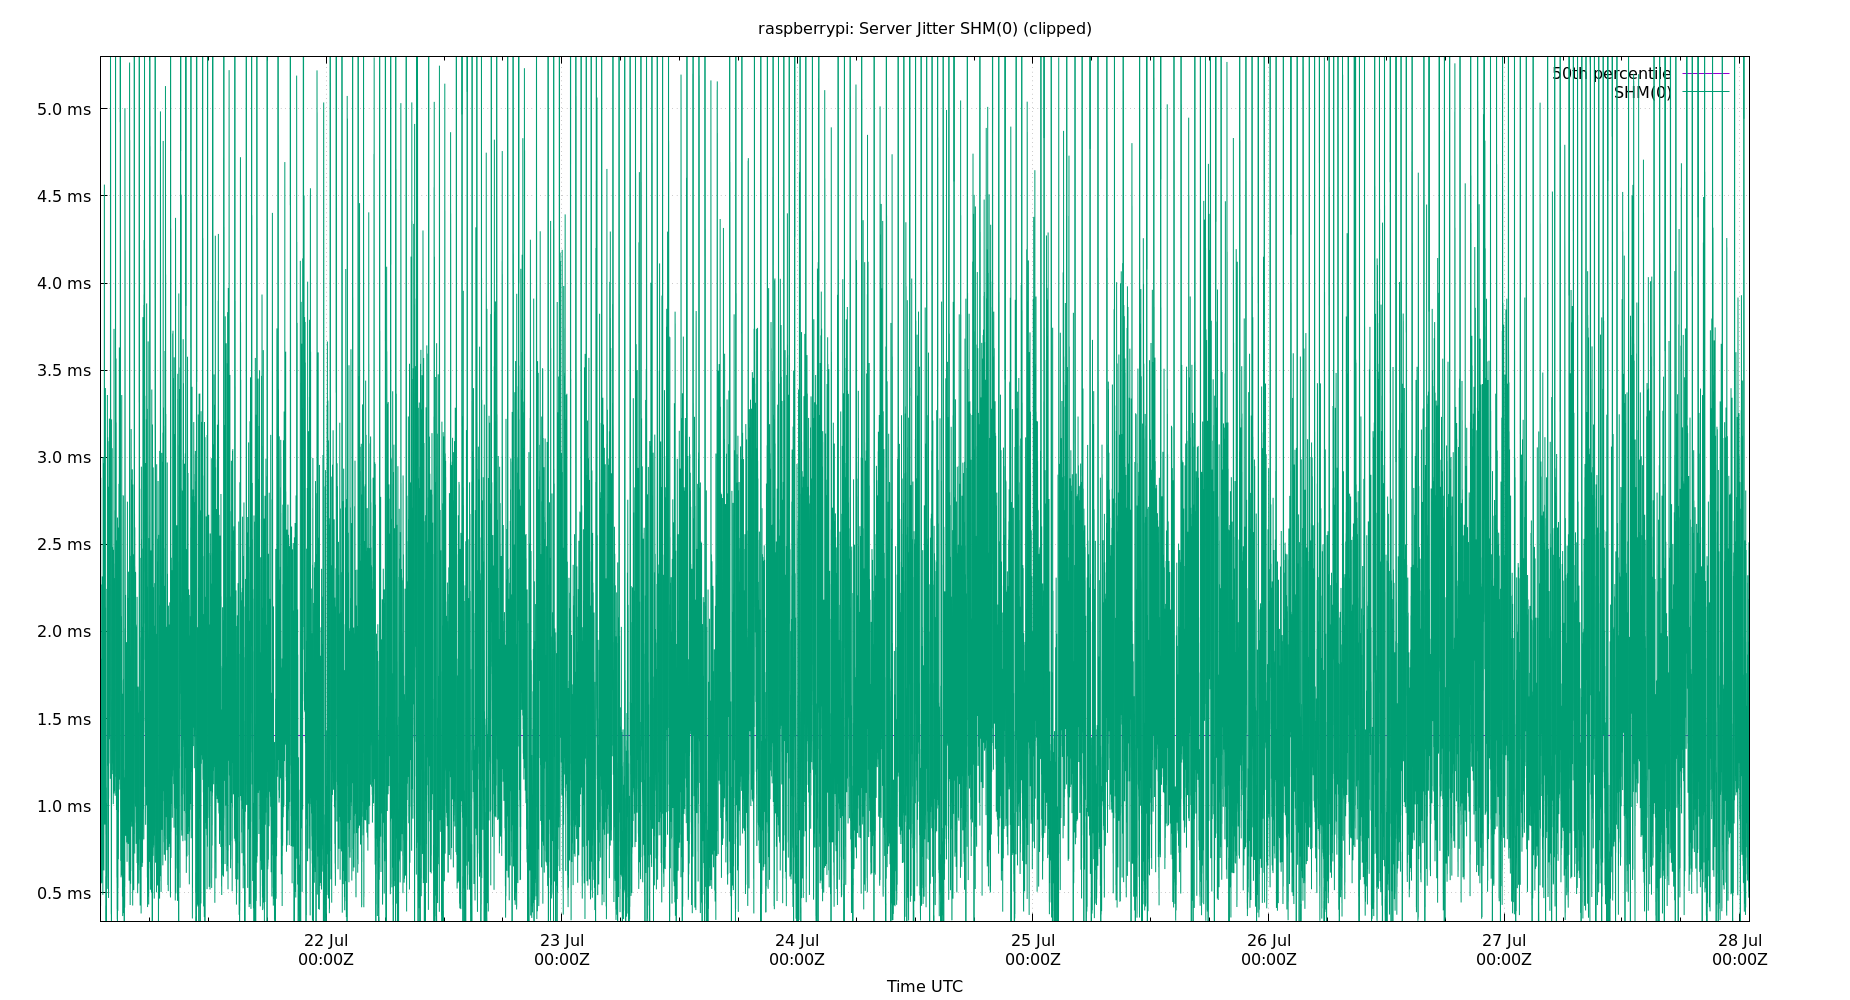 raspberrypi: Server Jitter SHM(0) (clipped)
50th percentile
SHM(0)
5.0 ms
4.5 ms
4.0 ms
3.5 ms
3.0 ms
2.5 ms
2.0 ms
1.5 ms
1.0 ms
0.5 ms
22 Jul 23 Jul 24 Jul 25 Jul 26 Jul 27 Jul 28 Jul
00:00Z 00:00Z 00:00Z 00:00Z 00:00Z 00:00Z 00:00Z
Time UTC